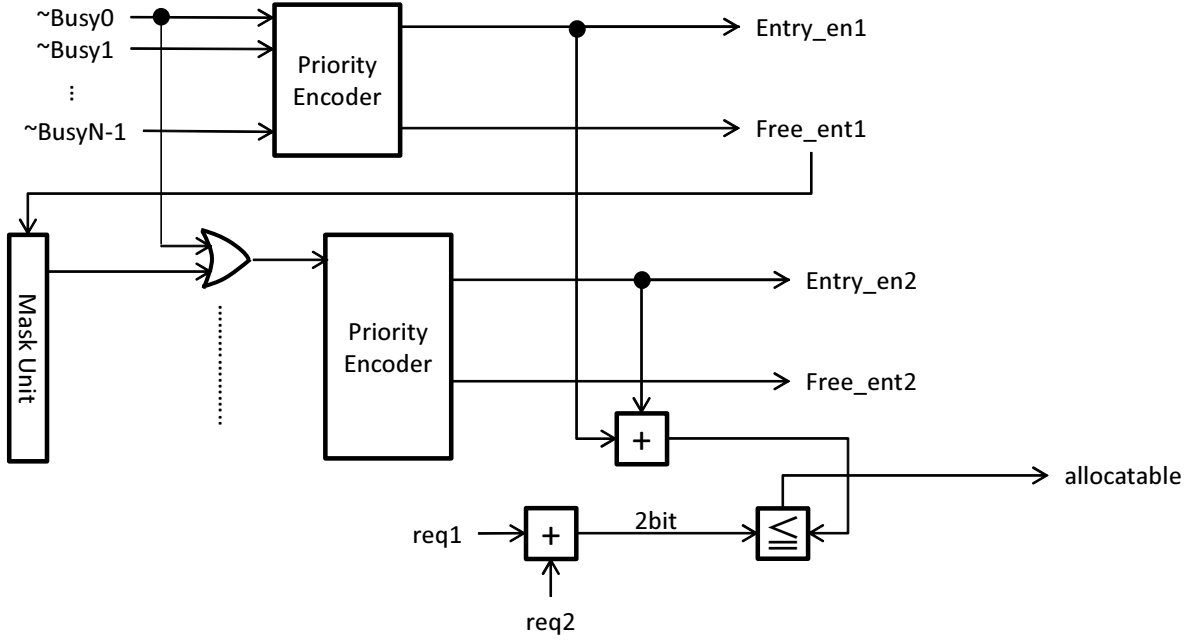 ~Busy0
~Busy1
...
~BusyN-1
Priority
Encoder
Entry_en1
Free_ent1
Mask Unit
Priority
Encoder
Entry_en2
Free_ent2
+
allocatable
req1
+
2bit
≦
req2